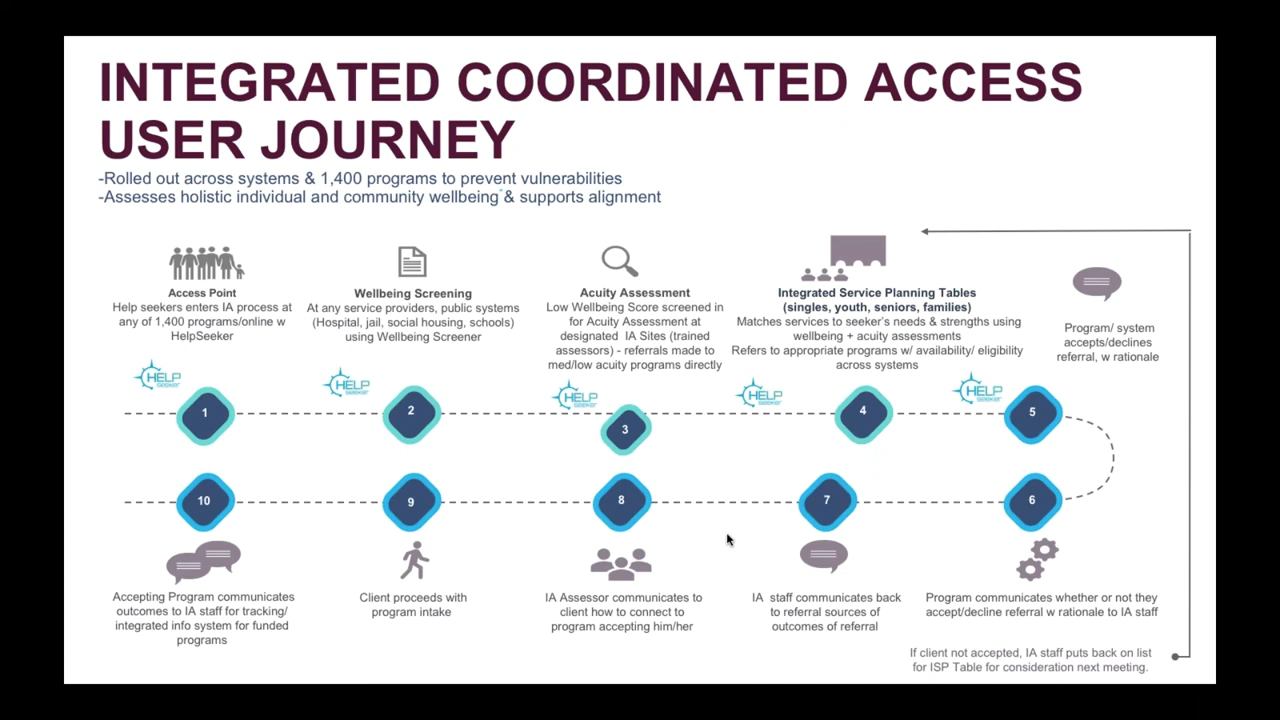 INTEGRATED COORDINATED ACCESS
USER JOURNEY
-Rolled out across systems & 1,400 programs to prevent vulnerabilities
-Assesses holistic individual and community wellbeing & supports alignment
Access Point
Help seekers enters IA process at
any of 1,400 programs/online w
HelpSeeker
Wellbeing Screening
At any service providers, public systems
(Hospital, jail, social housing, schools)
using Wellbeing Screener
Acuity Assessment
Low Wellbeing Score screened in
for Acuity Assessment at
designated IA Sites (trained
assessors) - referrals made to
med/low acuity programs directly
Integrated Service Planning Tables
(singles, youth, seniors, families)
Matches services to seeker's needs & strengths using
wellbeing + acuity assessments
Refers to appropriate programs w/ availability/ eligibility
across systems
Program/ system
accepts/declines
referral, w rationale
HELP
seeker
HELP
seeker
HELP
seeker
HELP
seeker
HELP
seeker
1
2
3
4
5
10
9
8
7
6
Accepting Program communicates
outcomes to IA staff for tracking/
integrated info system for funded
programs
Client proceeds with
program intake
IA Assessor communicates to
client how to connect to
program accepting him/her
IA staff communicates back
to referral sources of
outcomes of referral
Program communicates whether or not they
accept/decline referral w rationale to IA staff
If client not accepted, IA staff puts back on list
for ISP Table for consideration next meeting.